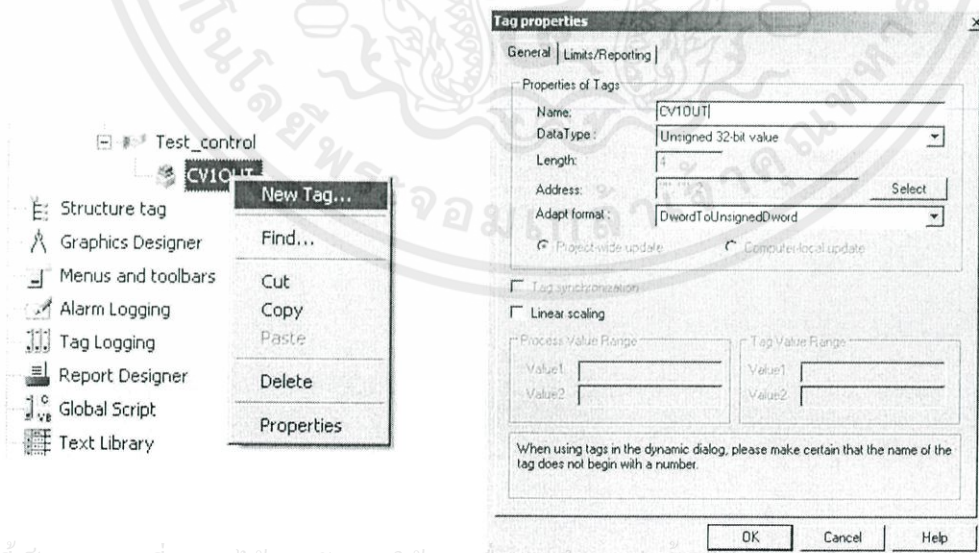 Test_control
CV1OUT
New Tag...
Find...
Cut
Copy
Paste
Delete
Properties
Structure tag
Graphics Designer
Menus and toolbars
Alarm Logging
Tag Logging
Report Designer
Global Script
Text Library
Tag properties
General
Limits/Reporting
Properties of Tags
Name:
CV1OUT
DataType :
Unsigned 32-bit value
Length:
4
Address:
Select
Adapt format :
DwordToUnsignedDword
Project-wide update
Computer-local update
Tag synchronization
Linear scaling
Process Value Range
Value1
Value2
Tag Value Range
Value1
Value2
When using tags in the dynamic dialog, please make certain that the name of the
tag does not begin with a number.
OK
Cancel
Help